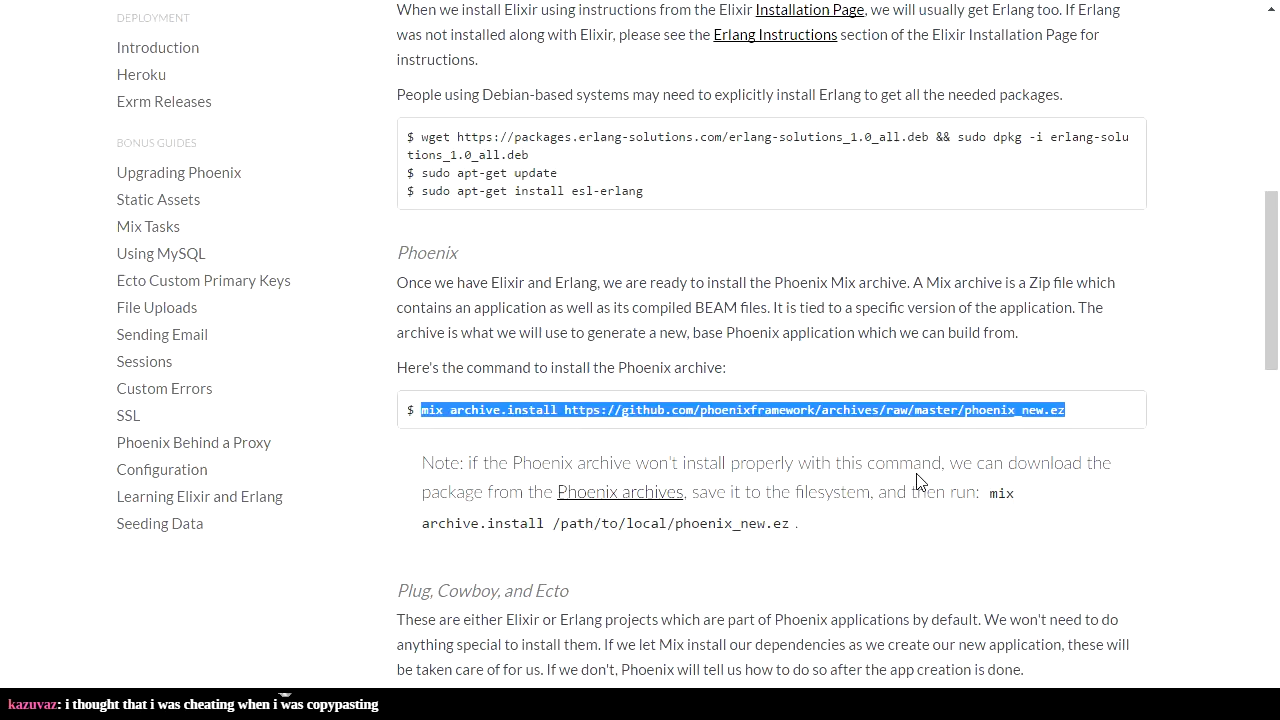 DEPLOYMENT
Introduction
Heroku
Exrm Releases
BONUS GUIDES
Upgrading Phoenix
Static Assets
Mix Tasks
Using MySQL
Ecto Custom Primary Keys
File Uploads
Sending Email
Sessions
Custom Errors
SSL
Phoenix Behind a Proxy
Configuration
Learning Elixir and Erlang
Seeding Data
When we install Elixir using instructions from the Elixir Installation Page, we will usually get Erlang too. If Erlang
was not installed along with Elixir, please see the Erlang Instructions section of the Elixir Installation Page for
instructions.
People using Debian-based systems may need to explicitly install Erlang to get all the needed packages.
$ wget https://packages.erlang-solutions.com/erlang-solutions_1.0_all.deb && sudo dpkg -i erlang-solu
tions_1.0_all.deb
$ sudo apt-get update
$ sudo apt-get install esl-erlang
Phoenix
Once we have Elixir and Erlang, we are ready to install the Phoenix Mix archive. A Mix archive is a Zip file which
contains an application as well as its compiled BEAM files. It is tied to a specific version of the application. The
archive is what we will use to generate a new, base Phoenix application which we can build from.
Here's the command to install the Phoenix archive:
$ mix archive.install https://github.com/phoenixframework/archives/raw/master/phoenix_new.ez
Note: if the Phoenix archive won't install properly with this command, we can download the
package from the Phoenix archives, save it to the filesystem, and then run: mix
archive.install /path/to/local/phoenix_new.ez .
Plug, Cowboy, and Ecto
These are either Elixir or Erlang projects which are part of Phoenix applications by default. We won't need to do
anything special to install them. If we let Mix install our dependencies as we create our new application, these will
be taken care of for us. If we don't, Phoenix will tell us how to do so after the app creation is done.
kazuvaz: i thought that i was cheating when i was copypasting